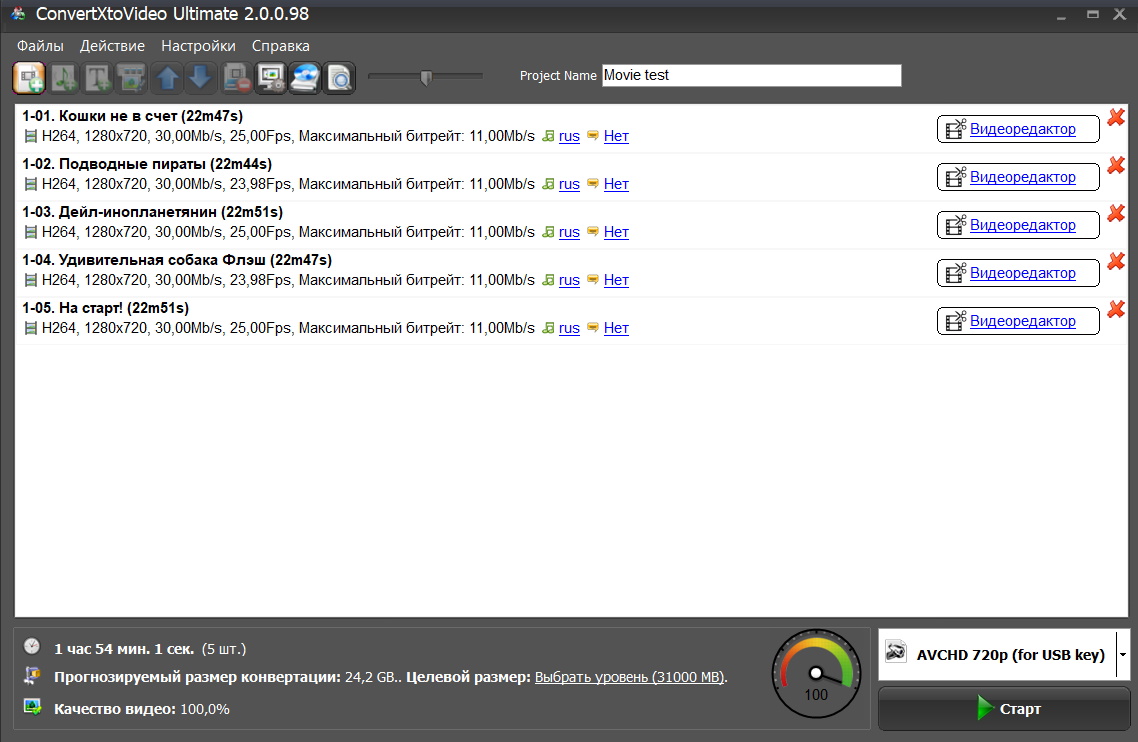 ConvertXtoVideo Ultimate 2.0.0.98
Файлы Действие Настройки Справка
Project Name Movie test
1-01. Кошки не в счет (22m47s)
H264, 1280x720, 30,00Mb/s, 25,00Fps, Максимальный битрейт: 11,00Mb/s rus Нет
Видеоредактор
1-02. Подводные пираты (22m44s)
H264, 1280x720, 30,00Mb/s, 23,98Fps, Максимальный битрейт: 11,00Mb/s rus Нет
Видеоредактор
1-03. Дейл-инопланетянин (22m51s)
H264, 1280x720, 30,00Mb/s, 25,00Fps, Максимальный битрейт: 11,00Mb/s rus Нет
Видеоредактор
1-04. Удивительная собака Флэш (22m47s)
H264, 1280x720, 30,00Mb/s, 23,98Fps, Максимальный битрейт: 11,00Mb/s rus Нет
Видеоредактор
1-05. На старт! (22m51s)
H264, 1280x720, 30,00Mb/s, 25,00Fps, Максимальный битрейт: 11,00Mb/s rus Нет
Видеоредактор
1 час 54 мин. 1 сек. (5 шт.)
Прогнозируемый размер конвертации: 24,2 GB.. Целевой размер: Выбрать уровень (31000 MB).
Качество видео: 100,0%
100
AVCHD 720p (for USB key)
Старт